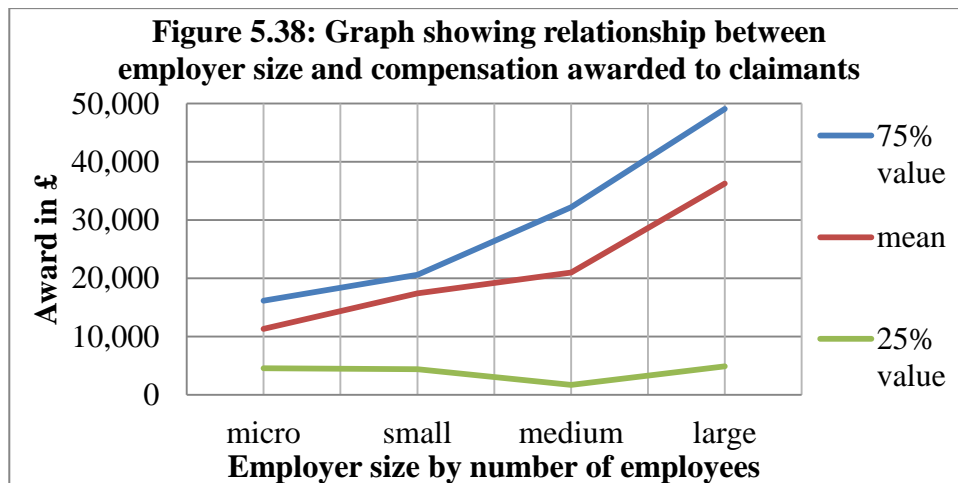 Figure 5.38: Graph showing relationship between
employer size and compensation awarded to claimants
50,000
40,000
30,000
20,000
10,000
0
Award in £
micro small medium large
Employer size by number of employees
75%
value
mean
25%
value